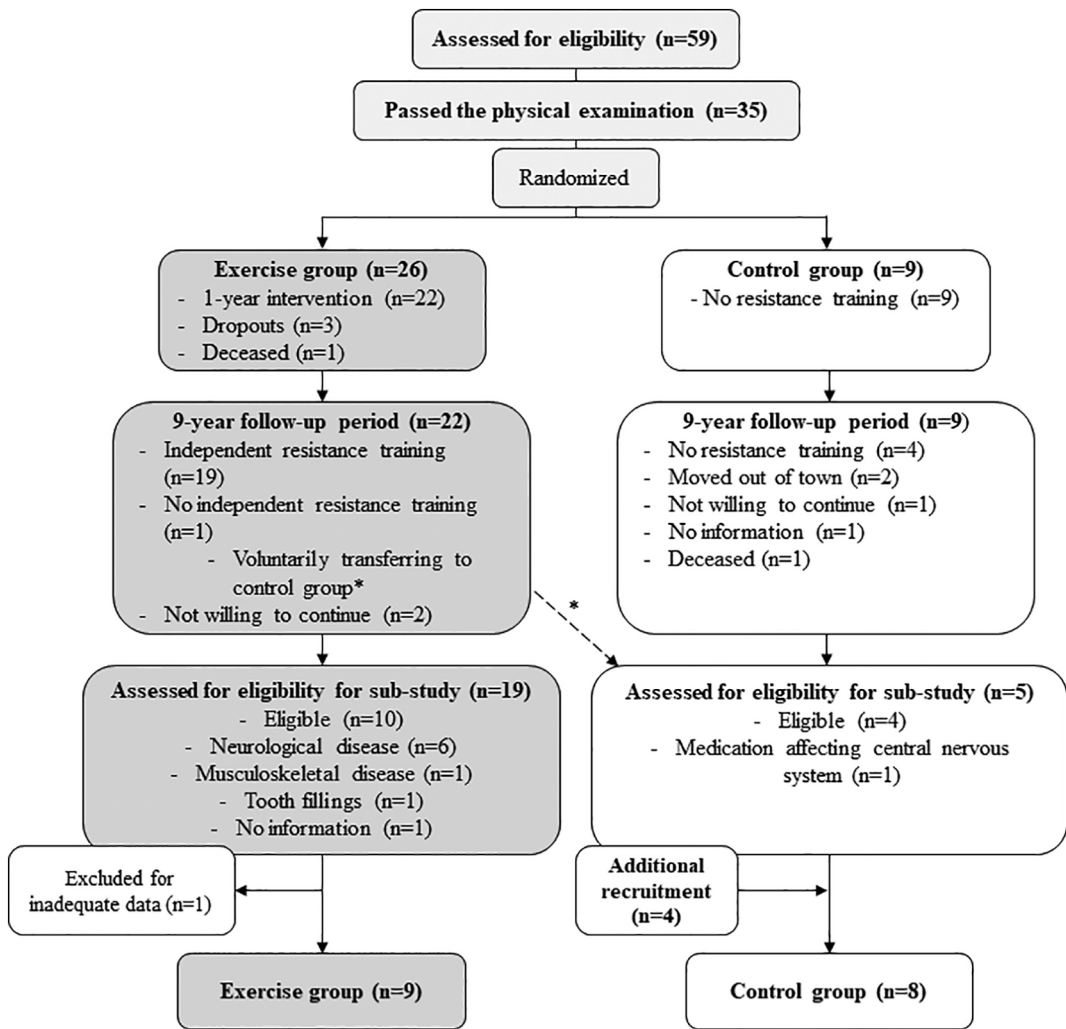 Assessed for eligibility (n=59)
Passed the physical examination (n=35)
Randomized
Exercise group (n=26)
- 1-year intervention (n=22)
- Dropouts (n=3)
- Deceased (n=1)
Control group (n=9)
- No resistance training (n=9)
9-year follow-up period (n=22)
- Independent resistance training
(n=19)
- No independent resistance training
(n=1)
- Voluntarily transferring to
control group*
- Not willing to continue (n=2)
9-year follow-up period (n=9)
- No resistance training (n=4)
- Moved out of town (n=2)
- Not willing to continue (n=1)
- No information (n=1)
- Deceased (n=1)
*
Assessed for eligibility for sub-study (n=19)
- Eligible (n=10)
- Neurological disease (n=6)
- Musculoskeletal disease (n=1)
- Tooth fillings (n=1)
- No information (n=1)
Assessed for eligibility for sub-study (n=5)
- Eligible (n=4)
- Medication affecting central nervous
system (n=1)
Excluded for
inadequate data (n=1)
Additional
recruitment
(n=4)
Exercise group (n=9)
Control group (n=8)